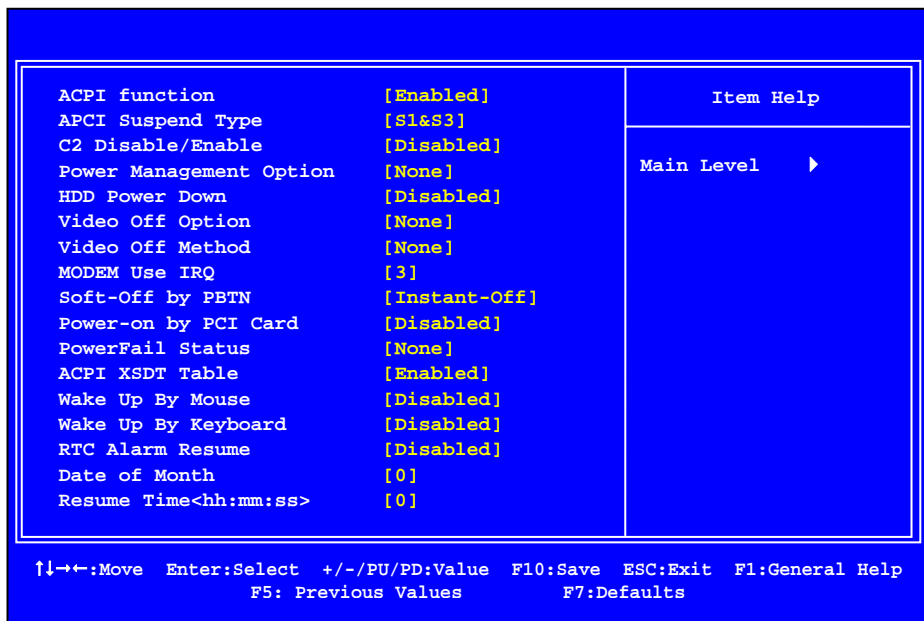 ACPI function [Enabled]
Item Help
APCI Suspend Type [S1&S3]
C2 Disable/Enable [Disabled]
Main Level
Power Management Option [None]
HDD Power Down [Disabled]
Video Off Option [None]
Video Off Method [None]
MODEM Use IRQ [3]
Soft-Off by PBTN [Instant-Off]
Power-on by PCI Card [Disabled]
PowerFail Status [None]
ACPI XSDT Table [Enabled]
Wake Up By Mouse [Disabled]
Wake Up By Keyboard [Disabled]
RTC Alarm Resume [Disabled]
Date of Month [0]
Resume Time<hh:mm:ss> [0]
↑↓→←:Move Enter:Select +/-/PU/PD:Value F10:Save ESC:Exit F1:General Help
F5: Previous Values F7:Defaults